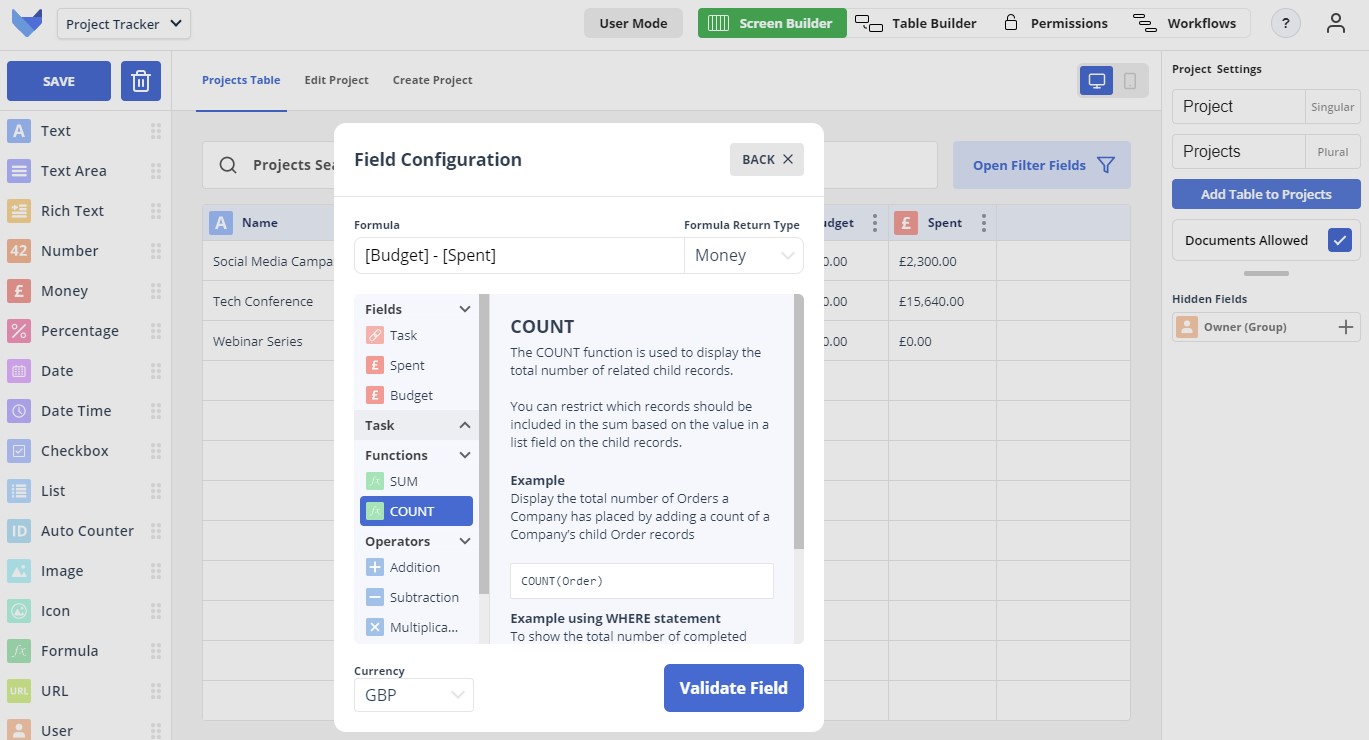 Project Tracker
User Mode
Screen Builder
Table Builder
Permissions
Workflows
?
SAVE
Projects Table
Edit Project
Create Project
A Text
Text Area
Rich Text
42 Number
£ Money
Percentage
Date
Date Time
Checkbox
List
ID Auto Counter
Image
Icon
fx Formula
URL URL
User
Projects Sea
Open Filter Fields
A Name
udget
£ Spent
Social Media Campa
0.00
£2,300.00
Tech Conference
0.00
£15,640.00
Webinar Series
0.00
£0.00
Field Configuration
BACK
Formula
Formula Return Type
[Budget] - [Spent]
Money
Fields
Task
£ Spent
£ Budget
Task
Functions
fx SUM
fx COUNT
Operators
Addition
Subtraction
Multiplica...
COUNT
The COUNT function is used to display the
total number of related child records.
You can restrict which records should be
included in the sum based on the value in a
list field on the child records.
Example
Display the total number of Orders a
Company has placed by adding a count of a
Company's child Order records
COUNT(Order)
Example using WHERE statement
To show the total number of completed
Currency
GBP
Validate Field
Project Settings
Project
Singular
Projects
Plural
Add Table to Projects
Documents Allowed
Hidden Fields
Owner (Group)